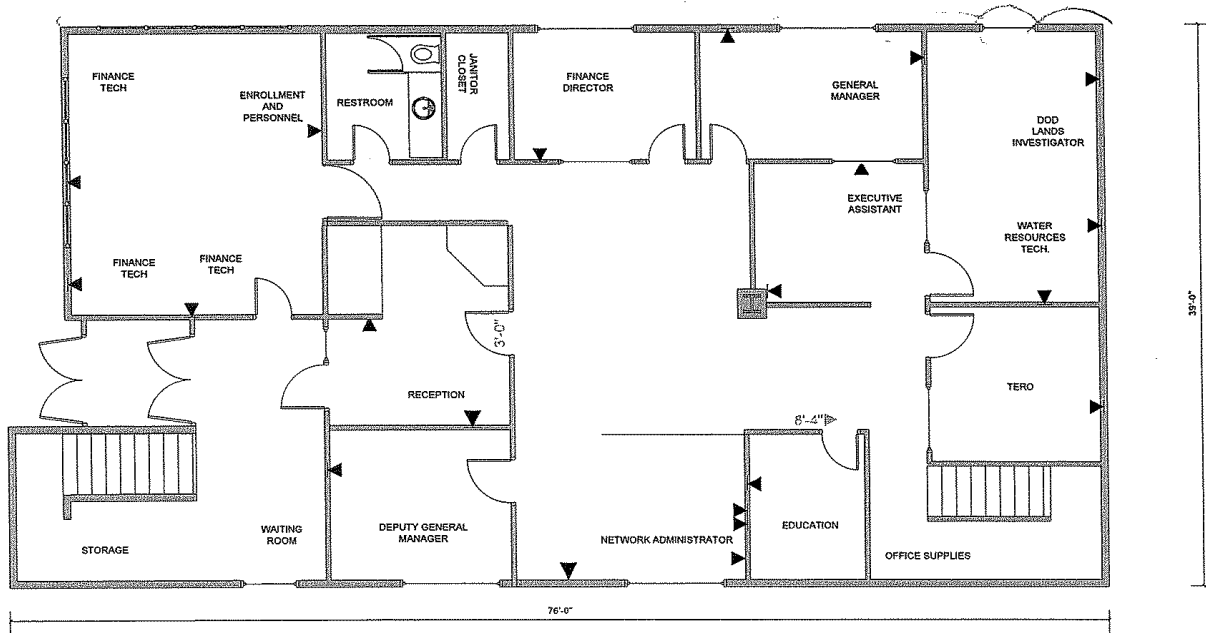 FINANCE
TECH
ENROLLMENT
AND
PERSONNEL
RESTROOM
JANITOR
CLOSET
FINANCE
DIRECTOR
GENERAL
MANAGER
DOD
LANDS
INVESTIGATOR
EXECUTIVE
ASSISTANT
WATER
RESOURCES
TECH.
FINANCE
TECH
FINANCE
TECH
3'-0"
39'-0"
RECEPTION
TERO
8'-4"
WAITING
ROOM
DEPUTY GENERAL
MANAGER
NETWORK ADMINISTRATOR
EDUCATION
STORAGE
OFFICE SUPPLIES
76'-0"